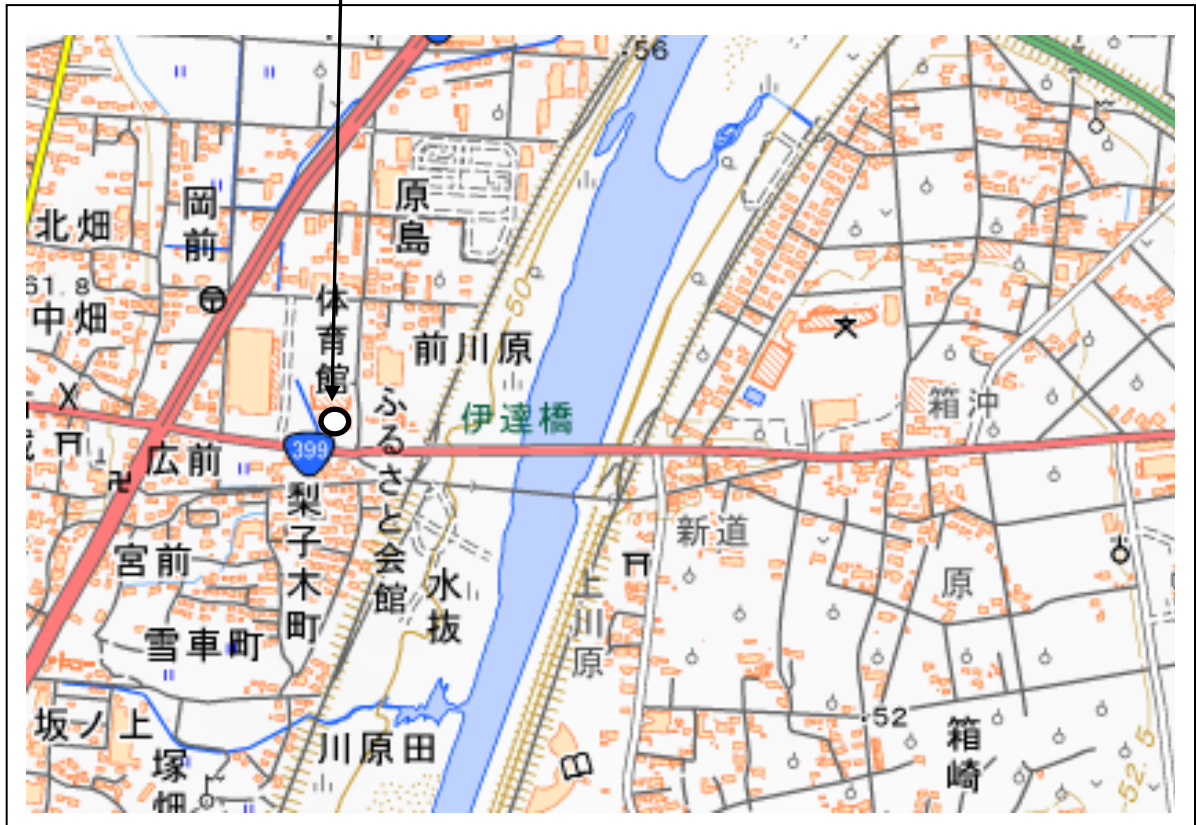 56
岡前
原島
北畑
61.8
中畑
体育館
前川原
50
ふるさと会館
伊達橋
箱沖
399
広前
梨子木町
新道
宮前
水抜
上川原
原
雪車町
坂ノ上
川原田
52
箱崎
塚畑
52.5